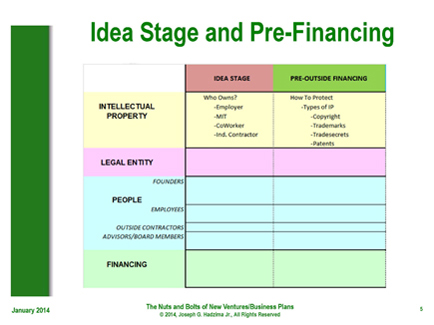 Idea Stage and Pre-Financing
IDEA STAGE
PRE-OUTSIDE FINANCING
INTELLECTUAL
PROPERTY
Who Owns?
-Employer
-MIT
-CoWorker
-Ind. Contractor
How To Protect
-Types of IP
-Copyright
-Trademarks
-Tradesecrets
-Patents
LEGAL ENTITY
FOUNDERS
PEOPLE
EMPLOYEES
OUTSIDE CONTRACTORS
ADVISORS/BOARD MEMBERS
FINANCING
January 2014
The Nuts and Bolts of New Ventures/Business Plans
© 2014, Joseph G. Hadzima Jr., All Rights Reserved
5